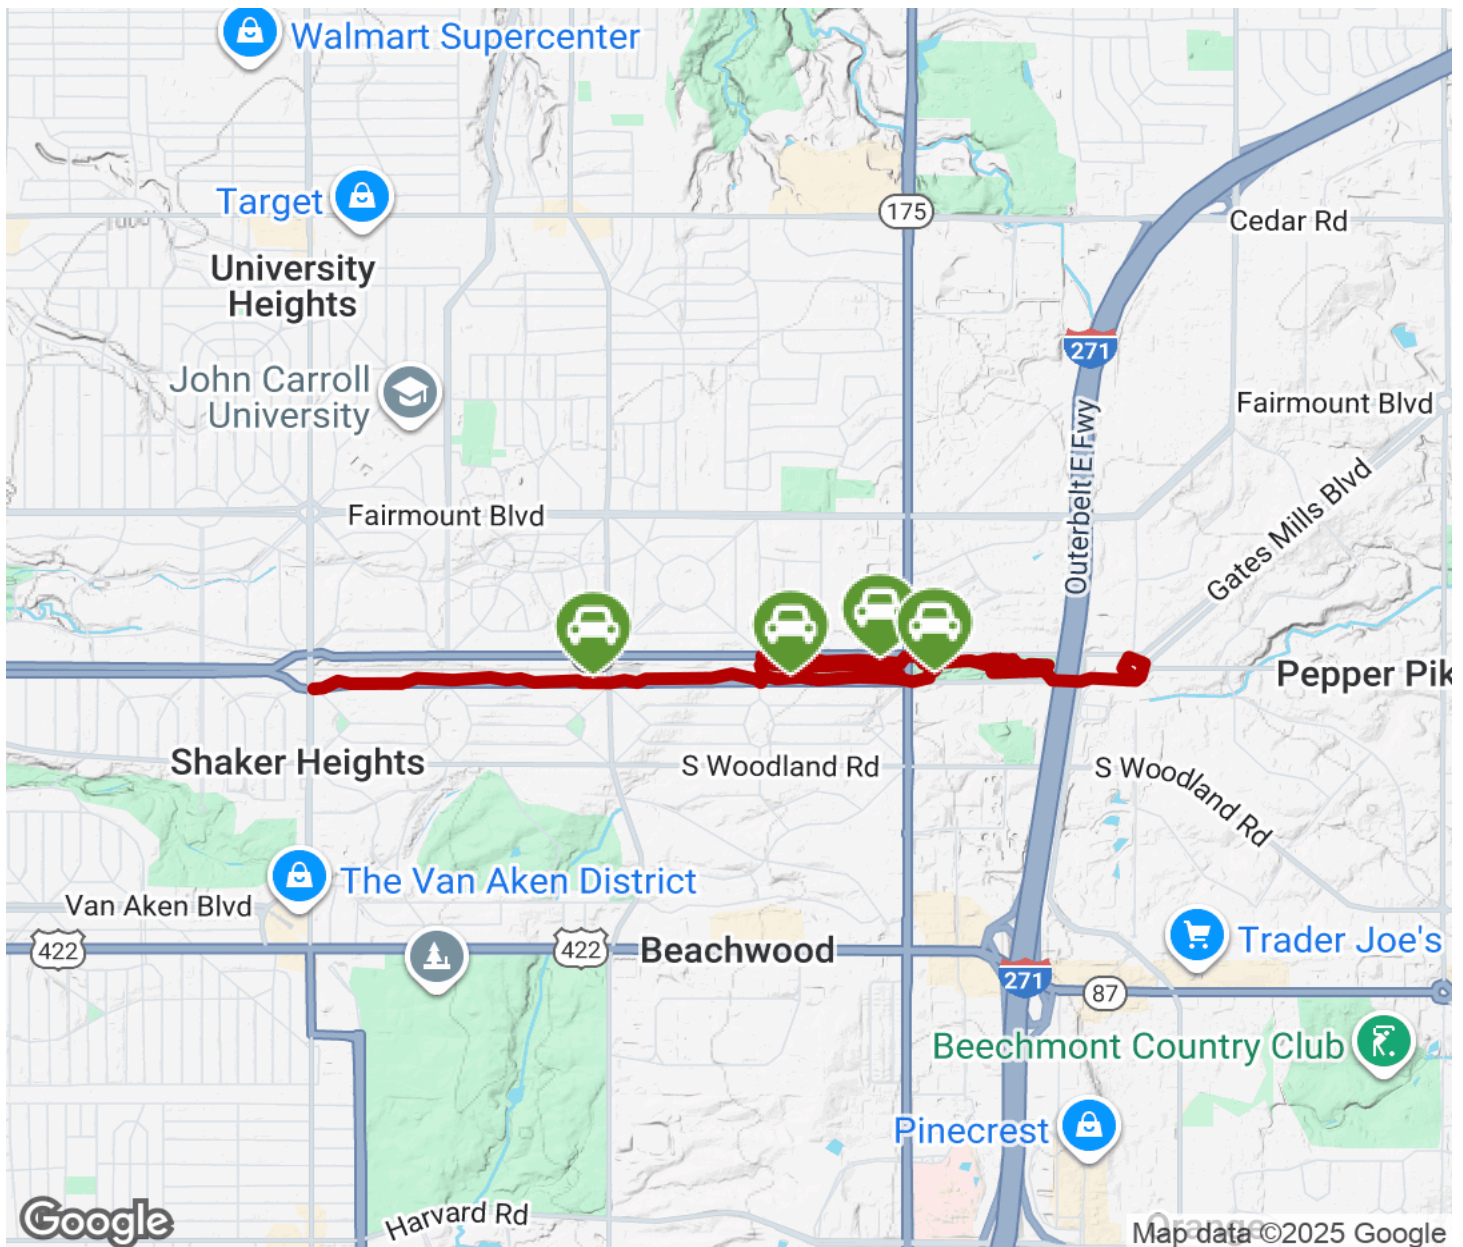 Walmart Supercenter
Target
175
Cedar Rd
University
Heights
271
John Carroll
University
Fairmount Blvd
Outerbelt E Fwy
Gates Mills Blvd
Fairmount Blvd
Pepper Pik
Shaker Heights
S Woodland Rd
S Woodland Rd
The Van Aken District
Van Aken Blvd
422
422
Beachwood
Trader Joe's
271
87
Beechmont Country Club
Pinecrest
Harvard Rd
Google
Orange
Map data ©2025 Google